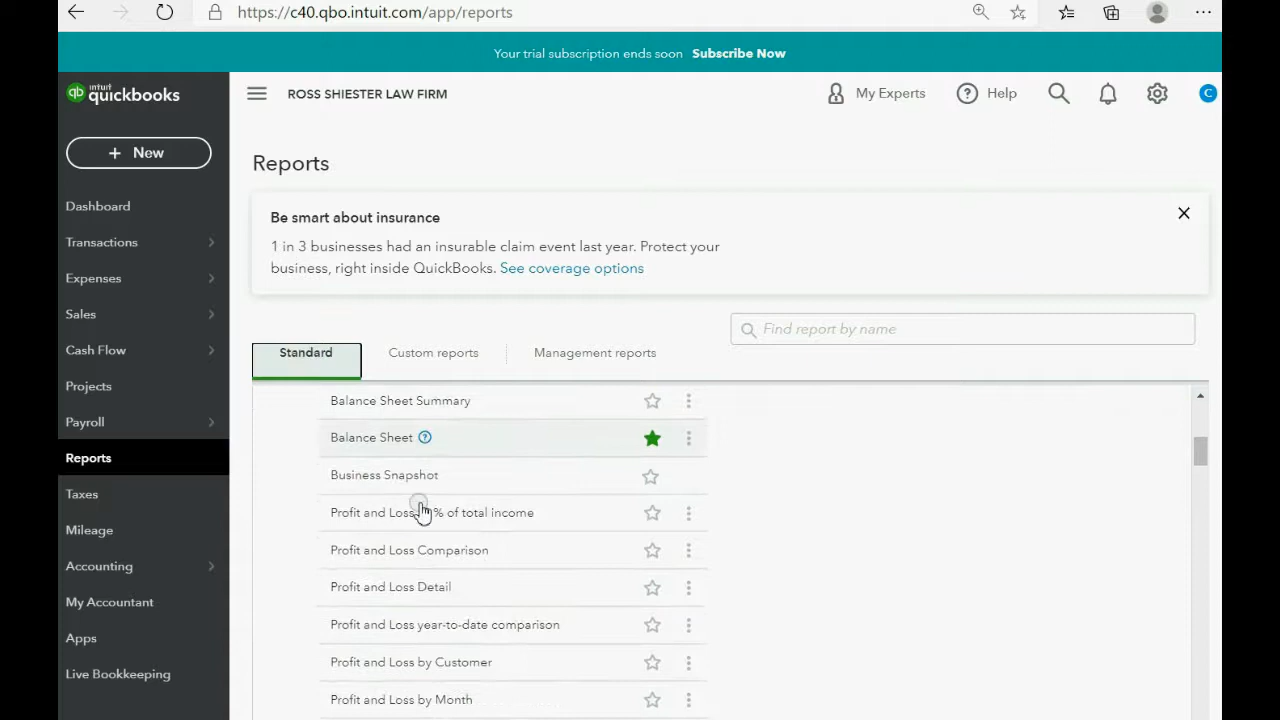 https://c40.qbo.intuit.com/app/reports
Your trial subscription ends soon Subscribe Now
intuit
qb quickbooks
ROSS SHIESTER LAW FIRM
My Experts
Help
C
+ New
Dashboard
Transactions
Expenses
Sales
Cash Flow
Projects
Payroll
Reports
Taxes
Mileage
Accounting
My Accountant
Apps
Live Bookkeeping
Reports
Be smart about insurance
1 in 3 businesses had an insurable claim event last year. Protect your
business, right inside QuickBooks. See coverage options
Find report by name
Standard
Custom reports
Management reports
Balance Sheet Summary
Balance Sheet ?
Business Snapshot
Profit and Loss % of total income
Profit and Loss Comparison
Profit and Loss Detail
Profit and Loss year-to-date comparison
Profit and Loss by Customer
Profit and Loss by Month